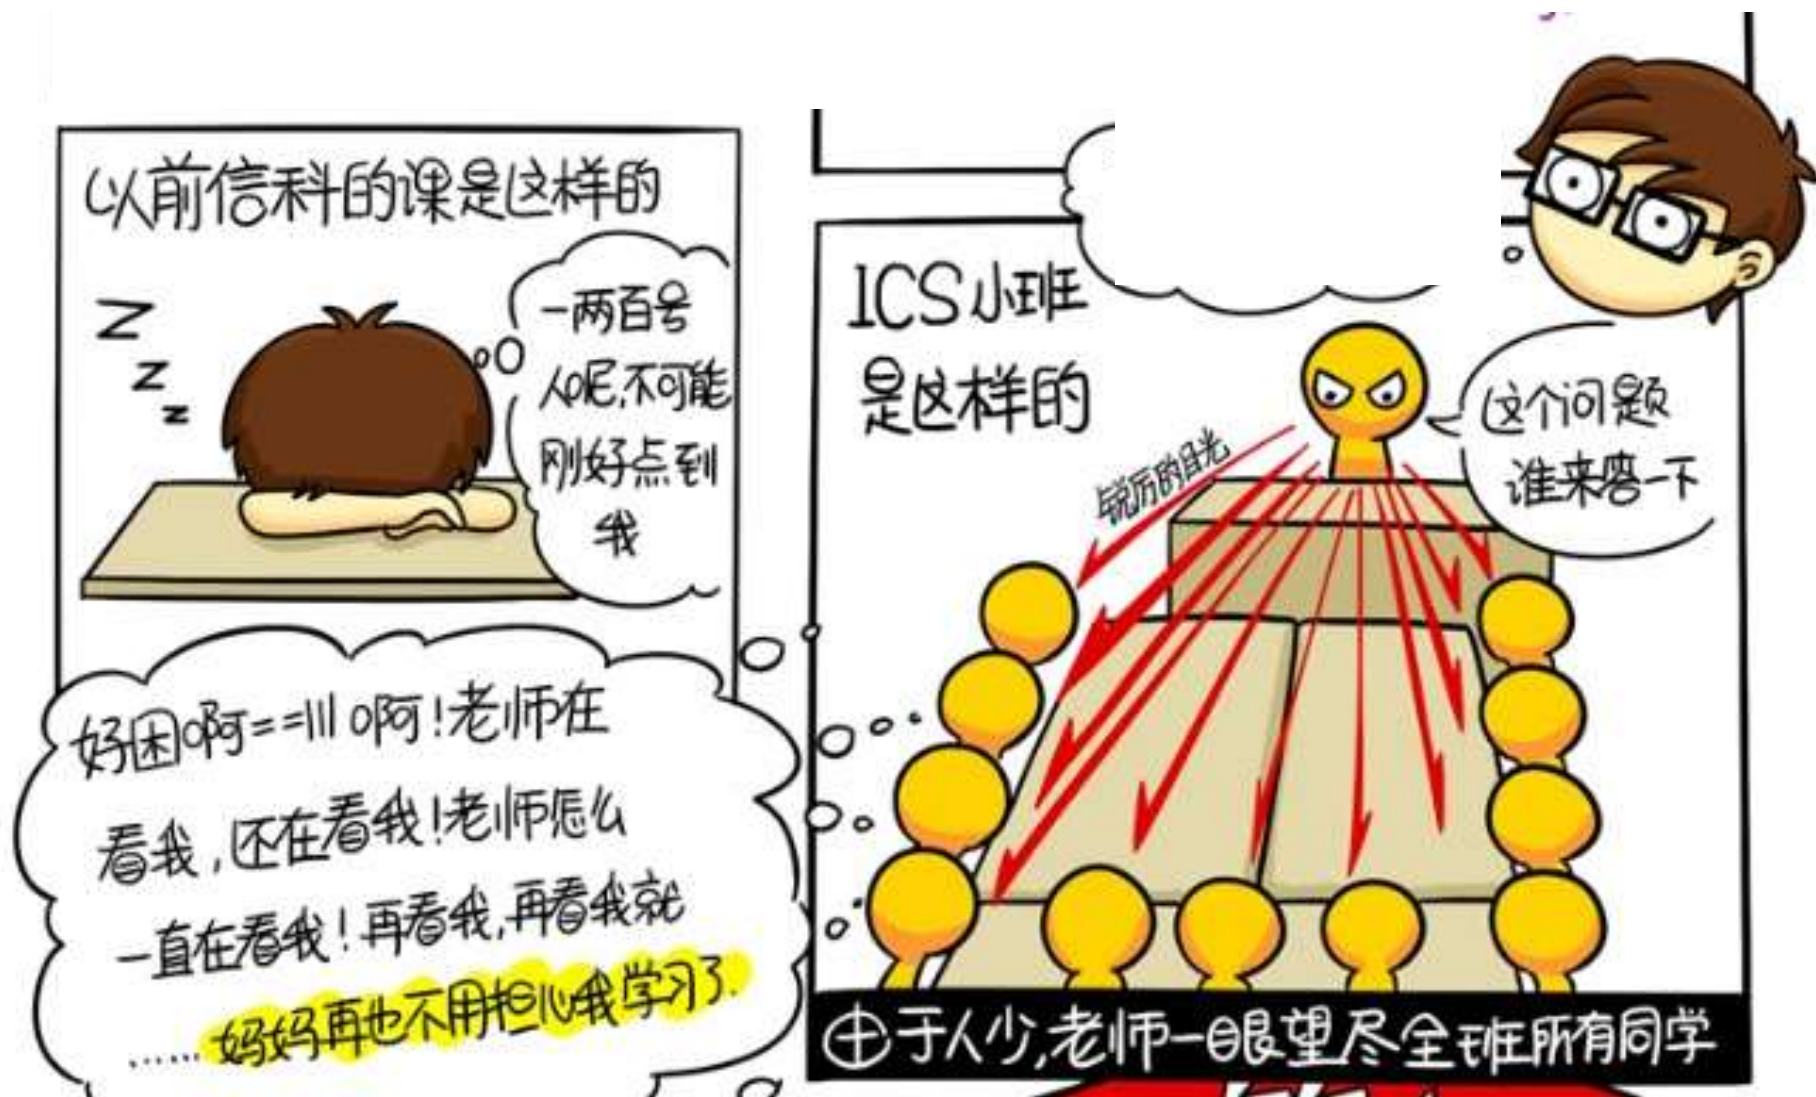 以前信科的课是这样的
Z
Z
Z
一两百号
人呢,不可能
刚好点到
我
好困啊==|||啊!老师在
看我,还在看我!老师怎么
一直在看我!再看我,再看我就
......妈妈再也不用担心我学习了.
ICS小班
是这样的
锐厉的目光
这个问题
谁来答一下
由于人少,老师一眼望尽全班所有同学